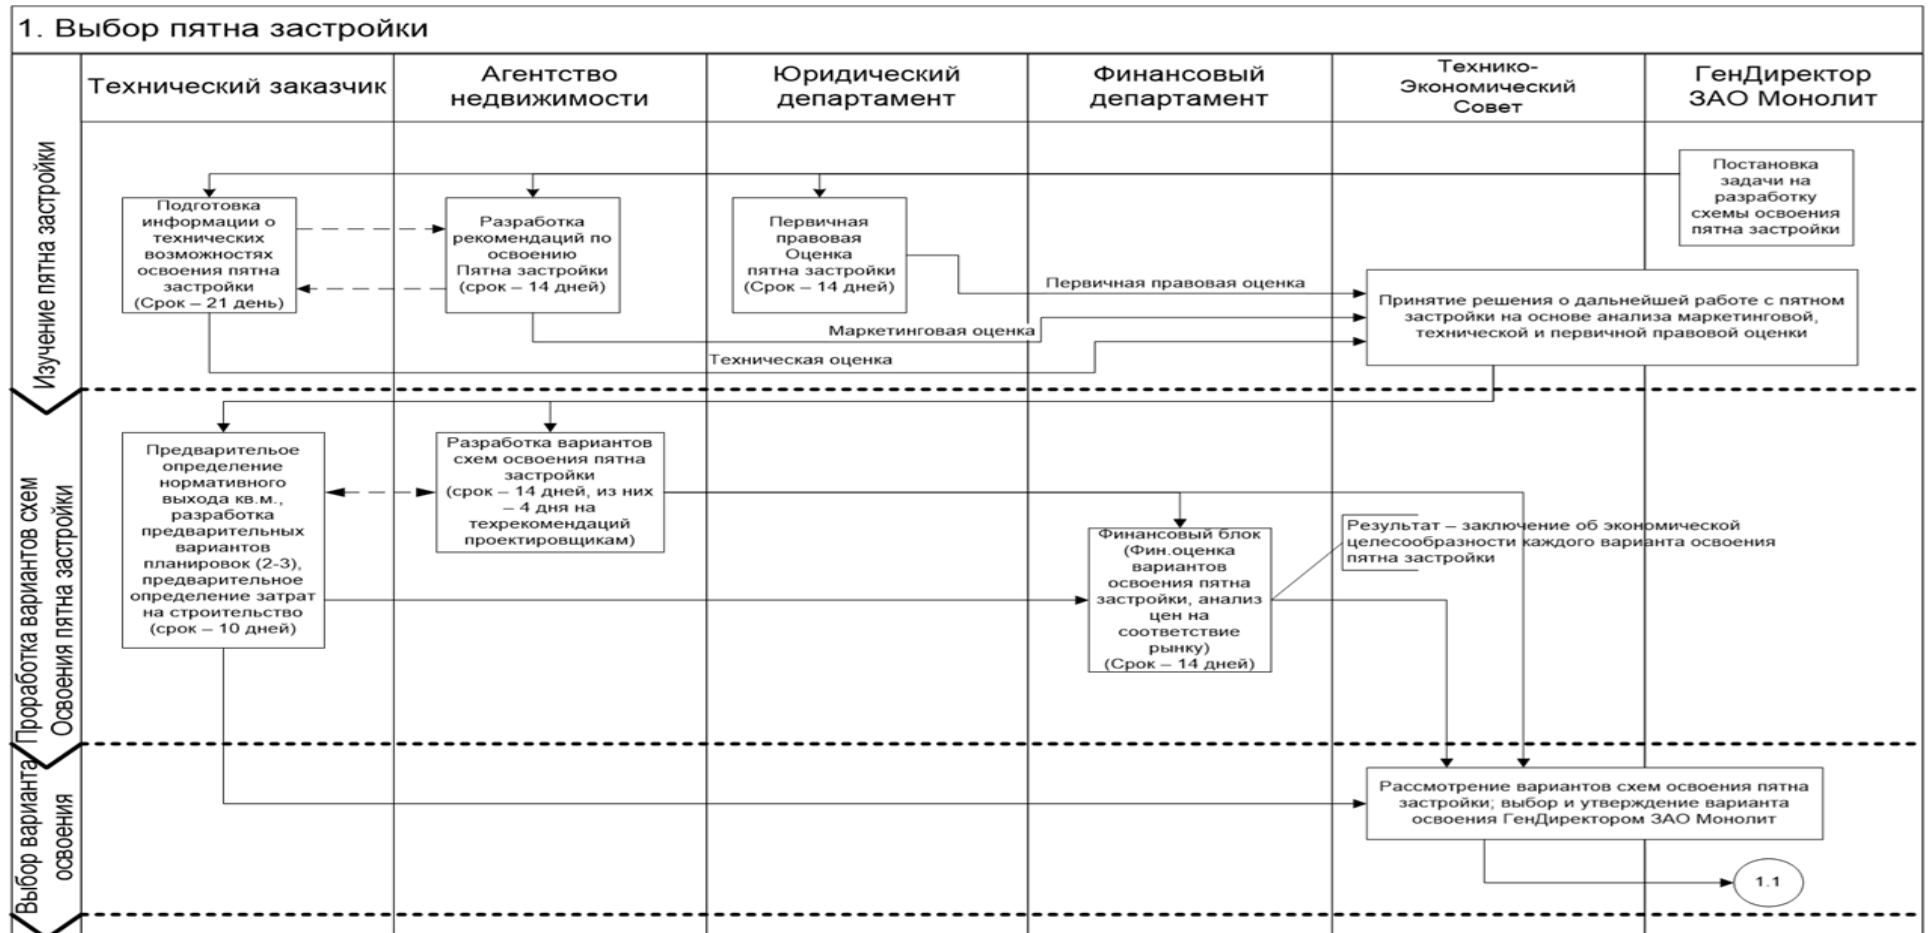 1. Выбор пятна застройки
Технический заказчик
Агентство
недвижимости
Юридический
департамент
Финансовый
департамент
Технико-
Экономический
Совет
ГенДиректор
ЗАО Монолит
Изучение пятна застройки
Постановка
задачи на
разработку
схемы освоения
пятна застройки
Подготовка
информации о
технических
возможностях
освоения пятна
застройки
(Срок – 21 день)
Разработка
рекомендаций по
освоению
Пятна застройки
(срок – 14 дней)
Первичная
правовая
Оценка
пятна застройки
(Срок – 14 дней)
Первичная правовая оценка
Маркетинговая оценка
Техническая оценка
Принятие решения о дальнейшей работе с пятном
застройки на основе анализа маркетинговой,
технической и первичной правовой оценки
Проработка вариантов схем
Освоения пятна застройки
Предварительое
определение
нормативного
выхода кв.м.,
разработка
предварительных
вариантов
планировок (2-3),
предварительное
определение затрат
на строительство
(срок – 10 дней)
Разработка вариантов
схем освоения пятна
застройки
(срок – 14 дней, из них
– 4 дня на
техрекомендаций
проектировщикам)
Финансовый блок
(Фин.оценка
вариантов
освоения пятна
застройки, анализ
цен на
соответствие
рынку)
(Срок – 14 дней)
Результат – заключение об экономической
целесообразности каждого варианта освоения
пятна застройки
Выбор варианта
освоения
Рассмотрение вариантов схем освоения пятна
застройки; выбор и утверждение варианта
освоения ГенДиректором ЗАО Монолит
1.1